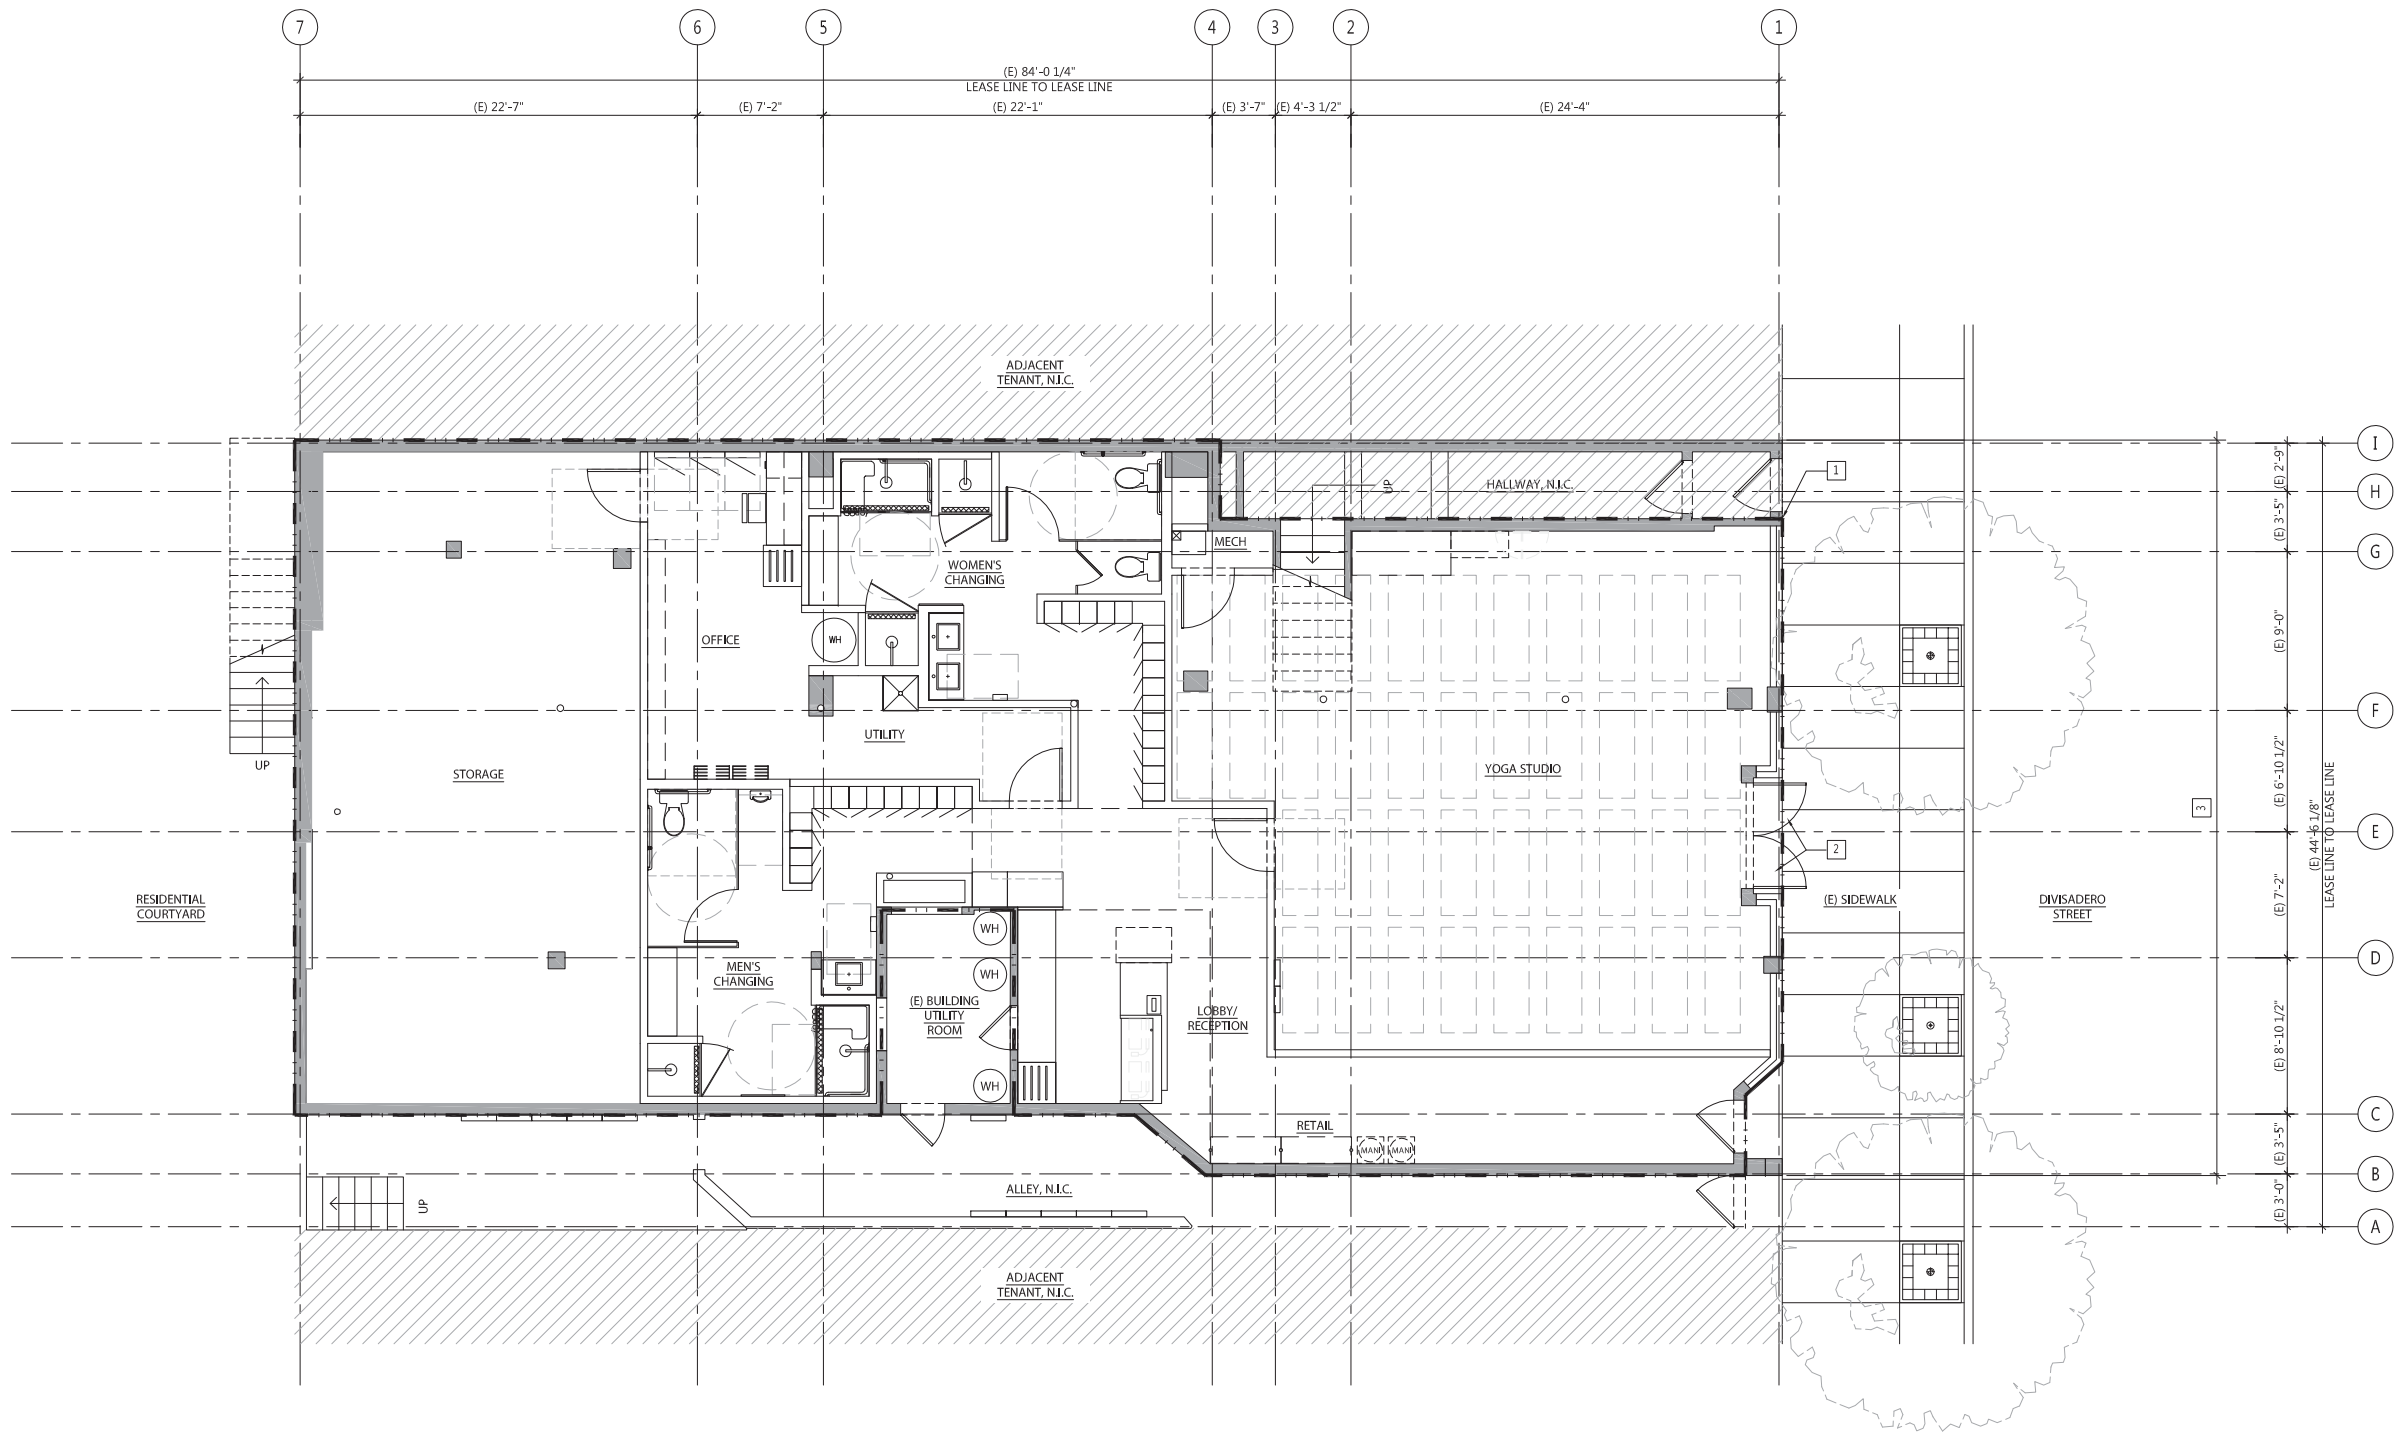 7
6
5
4
3
2
1
(E) 84'-0 1/4"
LEASE LINE TO LEASE LINE
(E) 22'-7"
(E) 7'-2"
(E) 22'-1"
(E) 3'-7"
(E) 4'-3 1/2"
(E) 24'-4"
ADJACENT
TENANT, N.I.C.
I
H
G
F
E
D
C
B
A
(E) 2'-9"
(E) 3'-5"
(E) 9'-0"
(E) 6'-10 1/2"
(E) 7'-2"
(E) 8'-10 1/2"
(E) 3'-5"
(E) 3'-0"
(E) 44'-6 1/8"
LEASE LINE TO LEASE LINE
1
HALLWAY, N.I.C.
UP
MECH
WOMEN'S
CHANGING
OFFICE
WH
UTILITY
UP
STORAGE
YOGA STUDIO
3
2
RESIDENTIAL
COURTYARD
(E) SIDEWALK
DIVISADERO
STREET
WH
WH
WH
MEN'S
CHANGING
(E) BUILDING
UTILITY
ROOM
LOBBY/
RECEPTION
RETAIL
MANI
MANI
ALLEY, N.I.C.
UP
ADJACENT
TENANT, N.I.C.